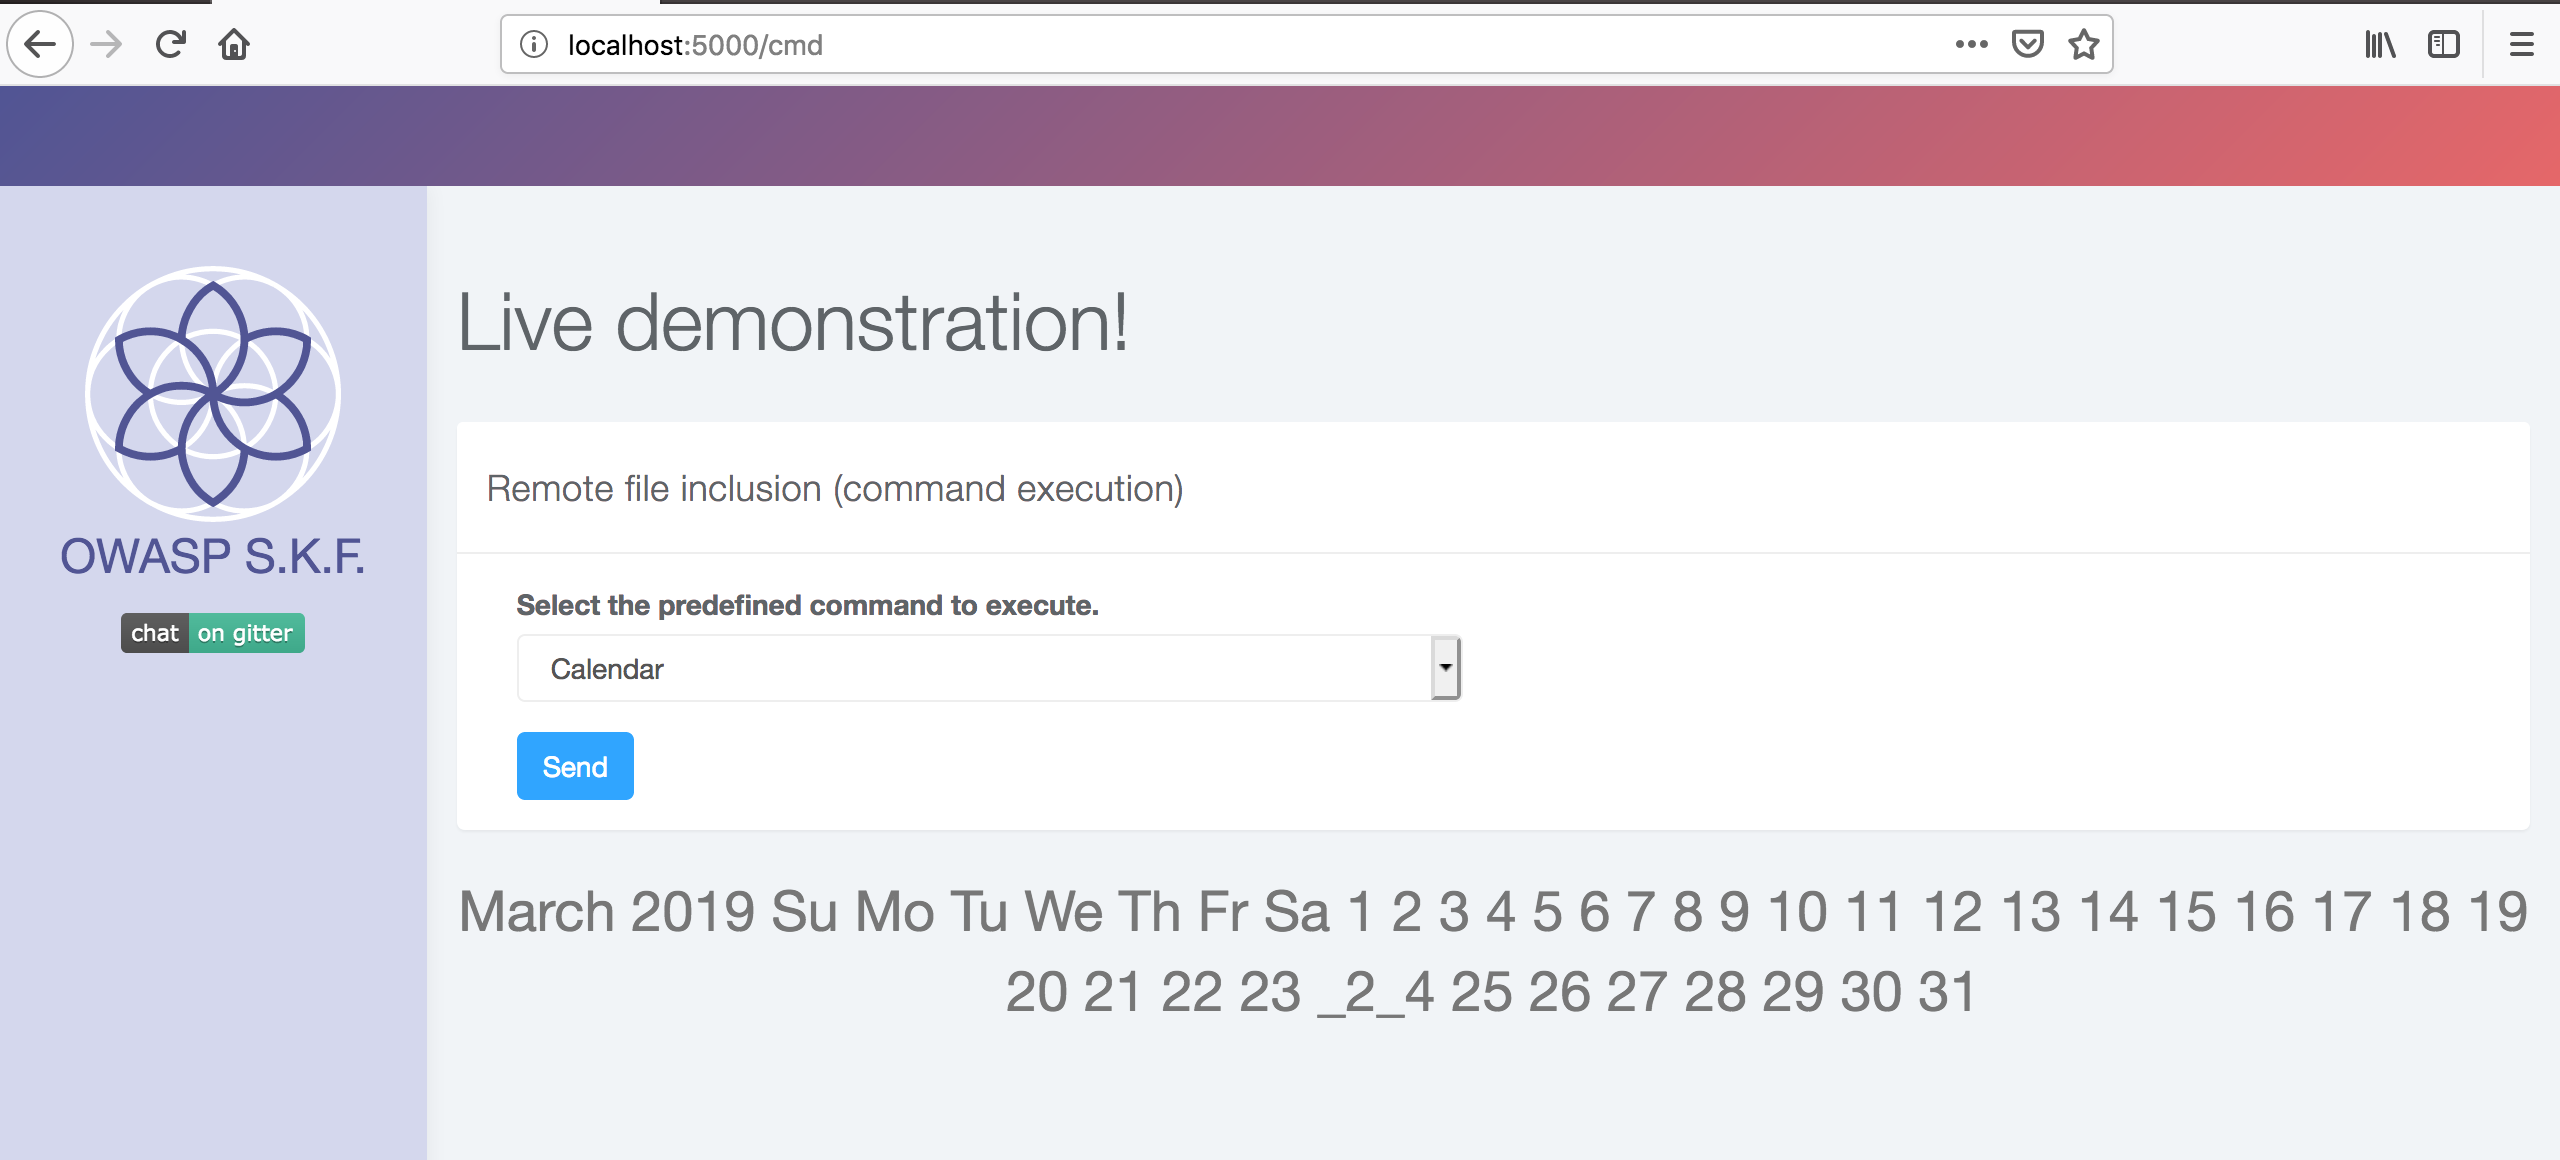 localhost:5000/cmd
Live demonstration!
OWASP S.K.F.
chat on gitter
Remote file inclusion (command execution)
Select the predefined command to execute.
Calendar
Send
March 2019 Su Mo Tu We Th Fr Sa 1 2 3 4 5 6 7 8 9 10 11 12 13 14 15 16 17 18 19
20 21 22 23 _2_4 25 26 27 28 29 30 31